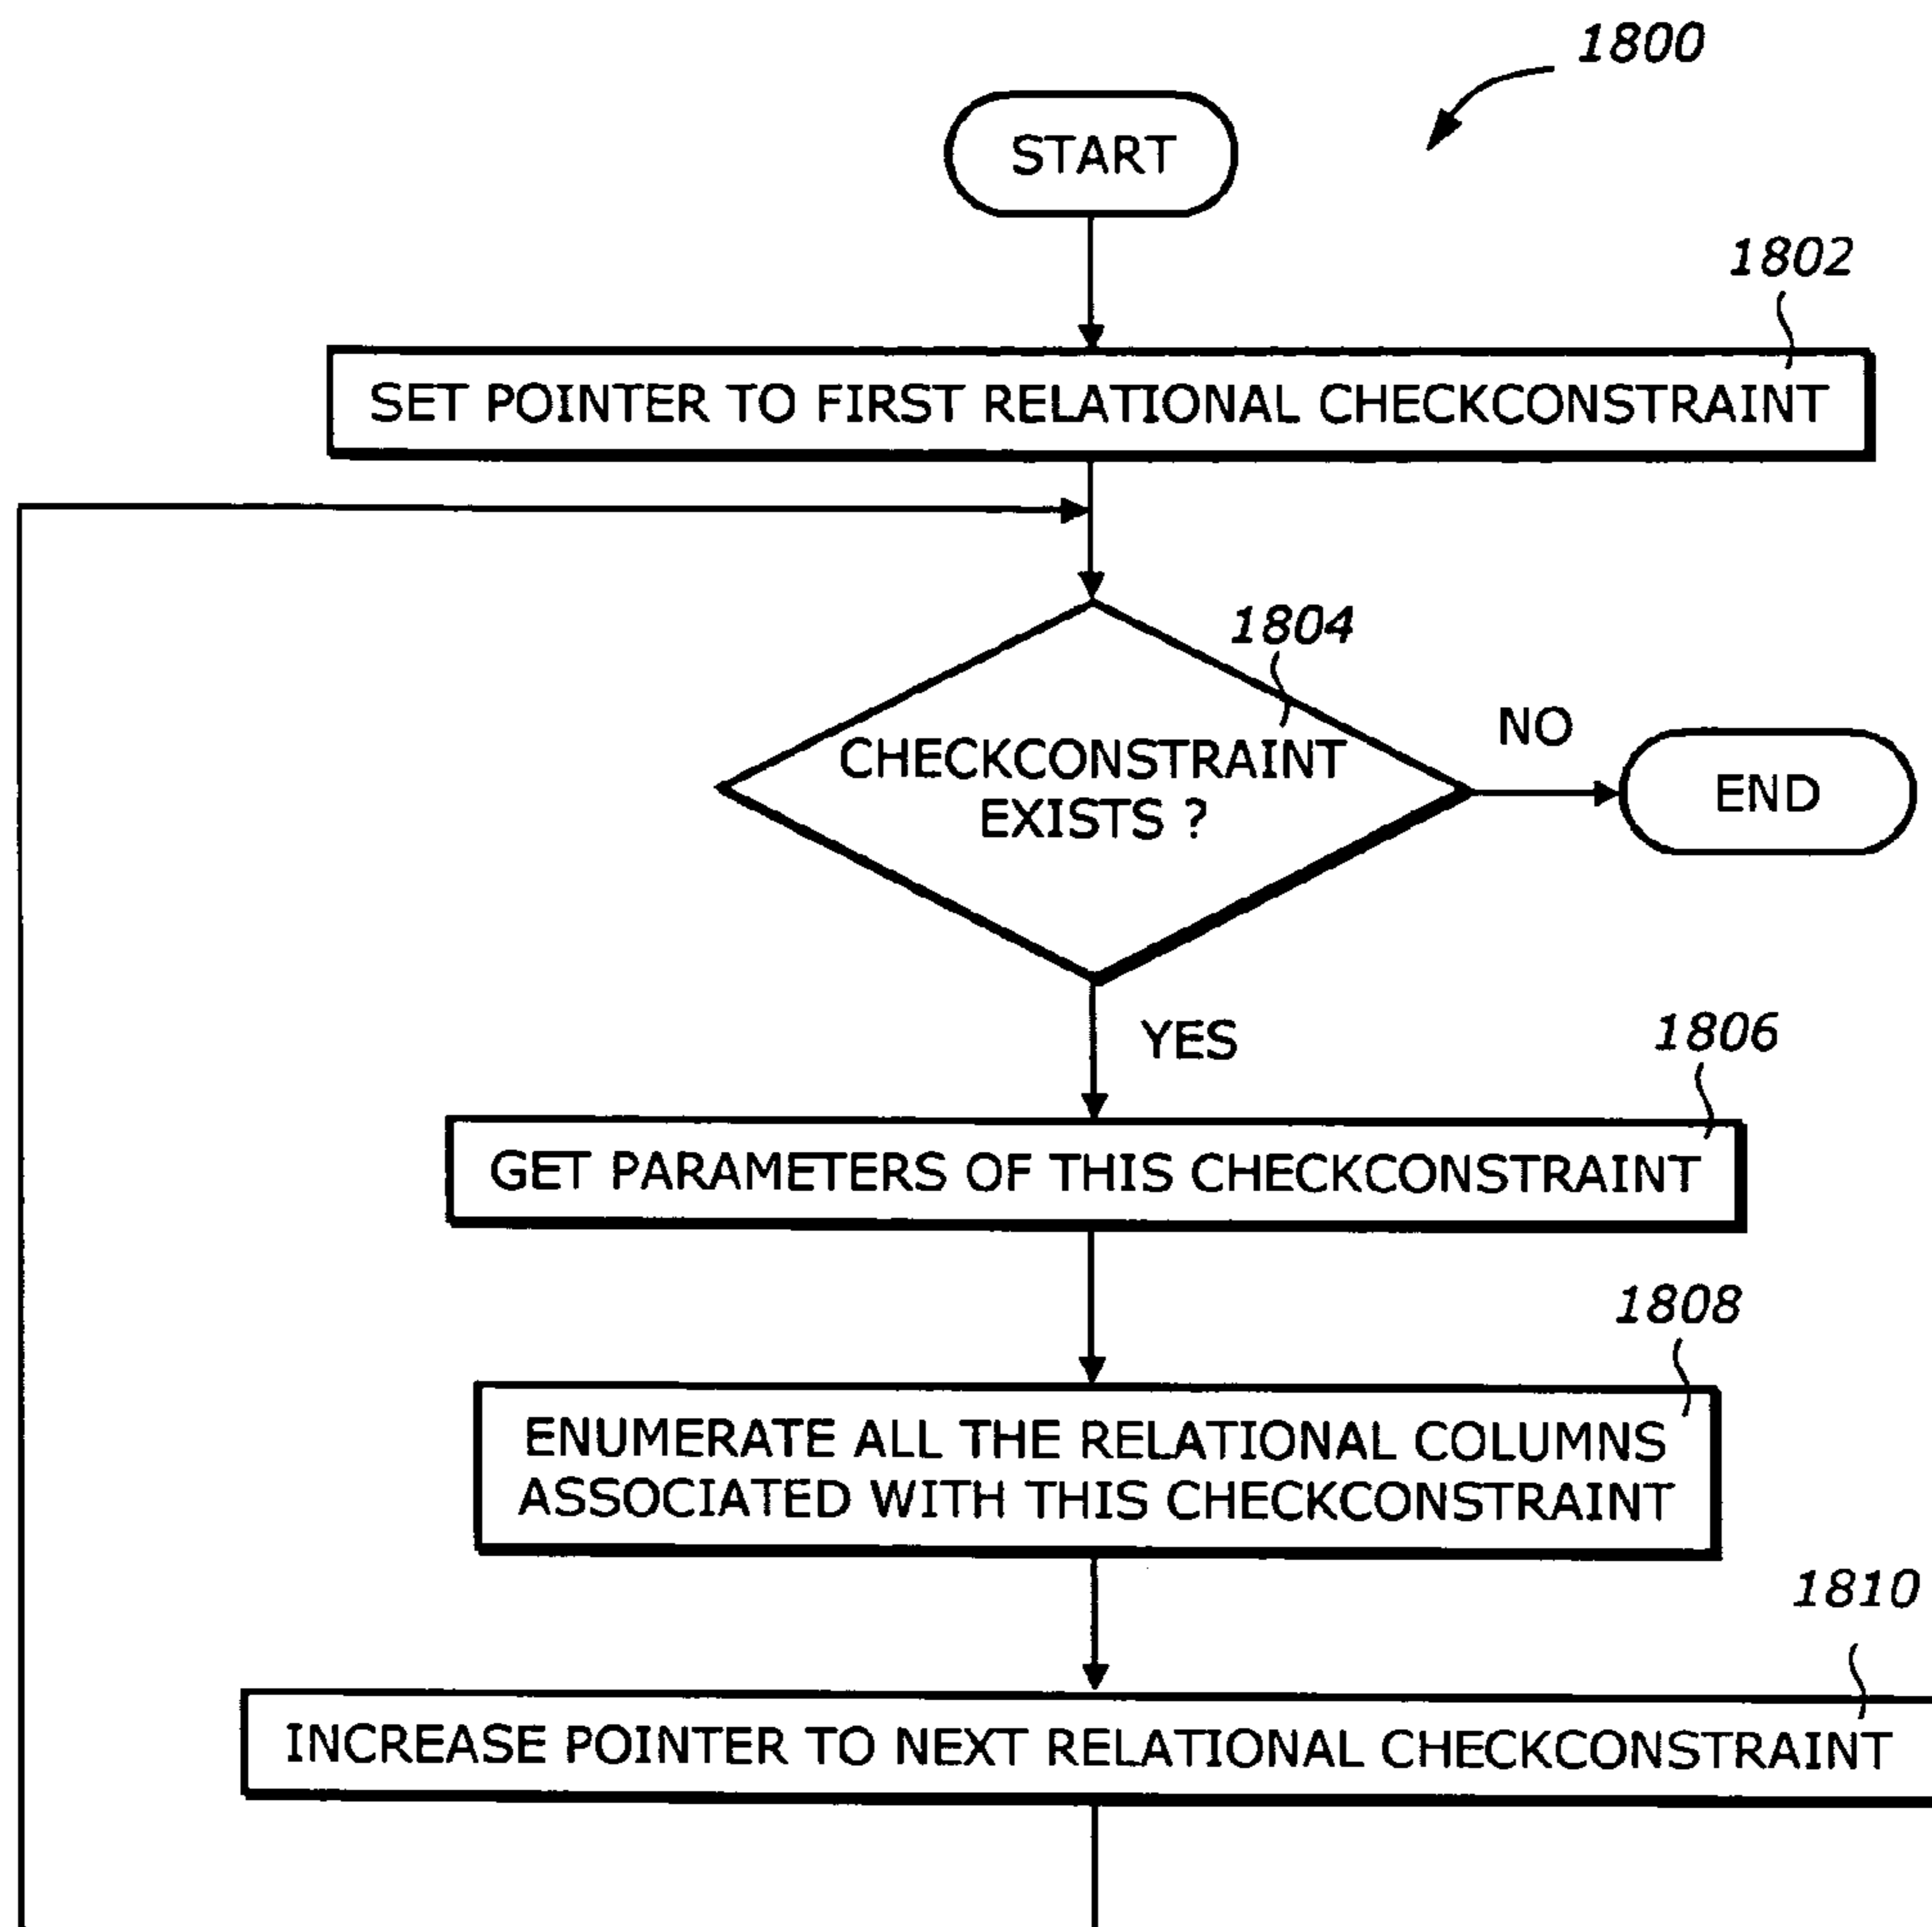 1800
START
1802
SET POINTER TO FIRST RELATIONAL CHECKCONSTRAINT
1804
CHECKCONSTRAINT
EXISTS ?
NO
END
YES
1806
GET PARAMETERS OF THIS CHECKCONSTRAINT
1808
ENUMERATE ALL THE RELATIONAL COLUMNS
ASSOCIATED WITH THIS CHECKCONSTRAINT
1810
INCREASE POINTER TO NEXT RELATIONAL CHECKCONSTRAINT